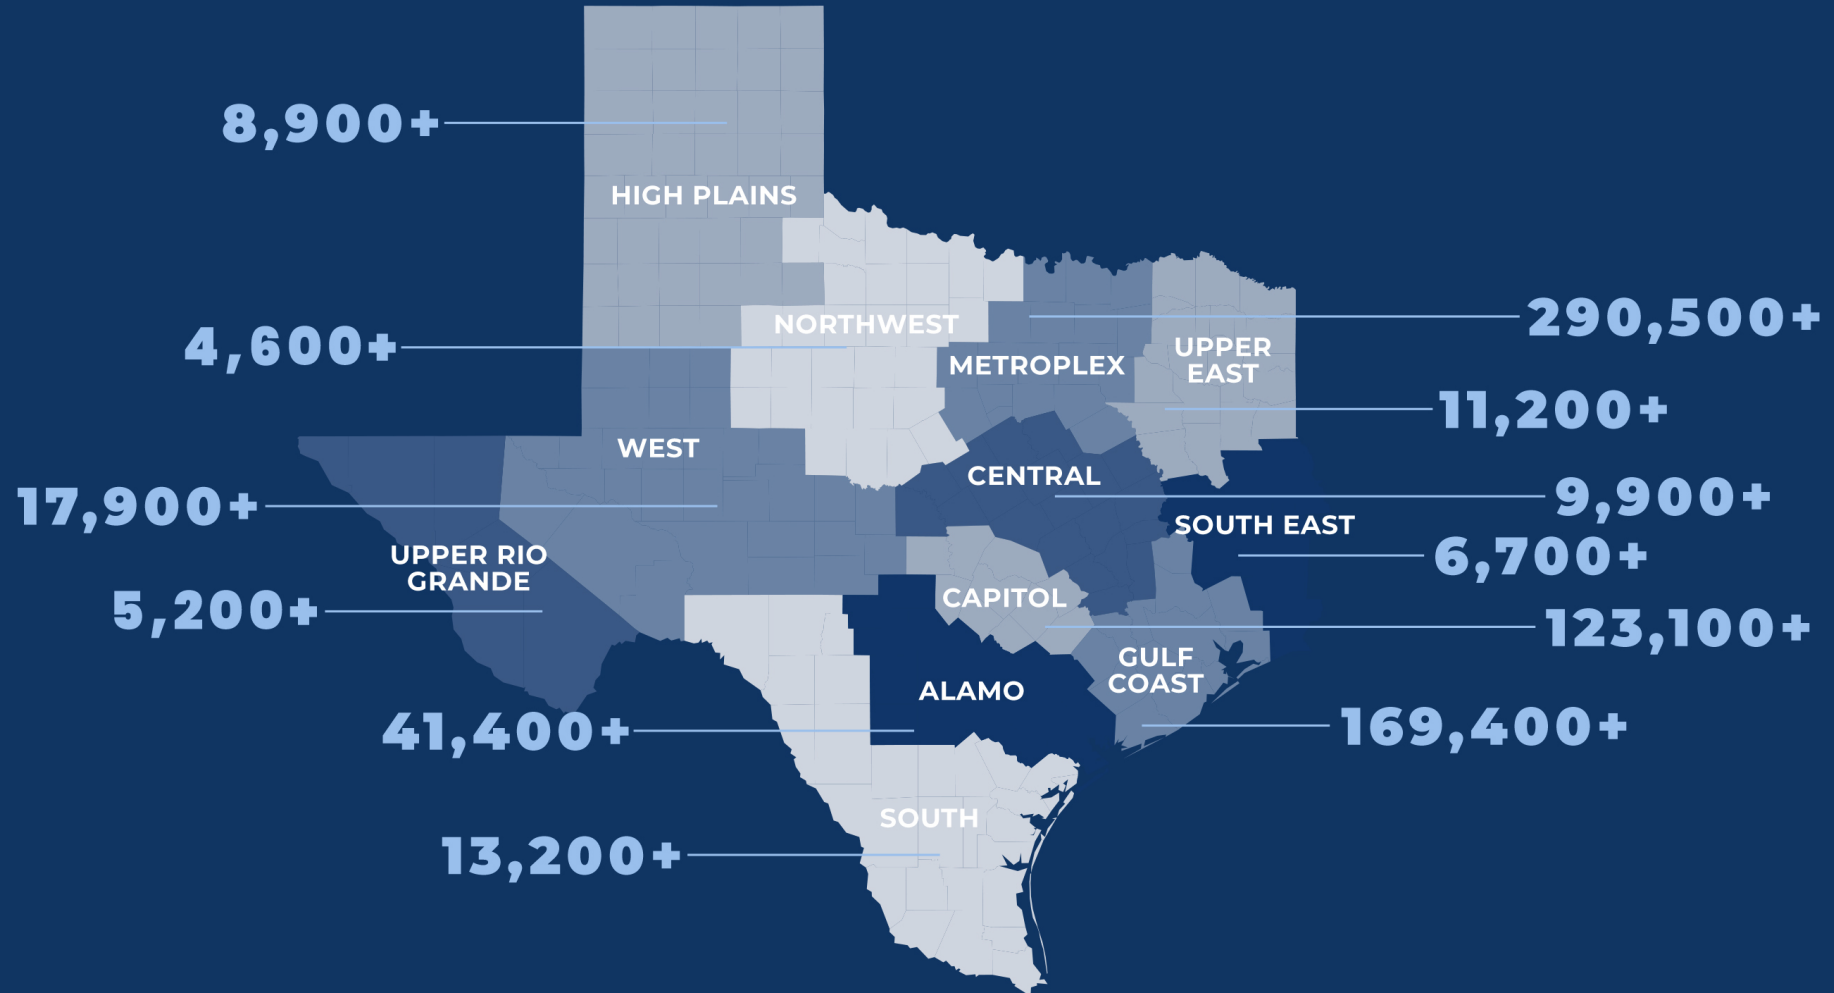 8,900+
HIGH PLAINS
4,600+
NORTHWEST
290,500+
METROPLEX
UPPER
EAST
11,200+
WEST
CENTRAL
17,900+
9,900+
SOUTH EAST
6,700+
UPPER RIO
GRANDE
5,200+
CAPITOL
123,100+
GULF
COAST
ALAMO
41,400+
169,400+
SOUTH
13,200+